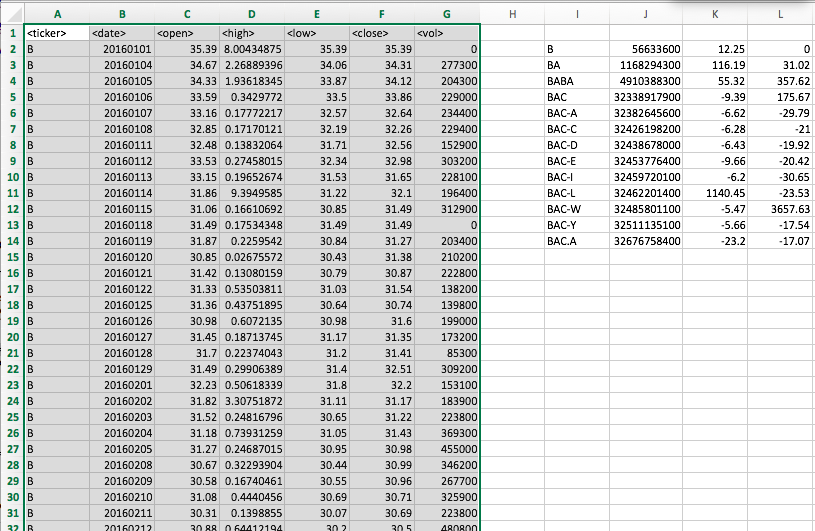 A B C D E F G H I J K L
1 <ticker> <date> <open> <high> <low> <close> <vol>
2 B 20160101 35.39 8.00434875 35.39 35.39 0 B 56633600 12.25 0
3 B 20160104 34.67 2.26889396 34.06 34.31 277300 BA 1168294300 116.19 31.02
4 B 20160105 34.33 1.93618345 33.87 34.12 204300 BABA 4910388300 55.32 357.62
5 B 20160106 33.59 0.3429772 33.5 33.86 229000 BAC 32338917900 -9.39 175.67
6 B 20160107 33.16 0.17772217 32.57 32.64 234400 BAC-A 32382645600 -6.62 -29.79
7 B 20160108 32.85 0.17170121 32.19 32.26 229400 BAC-C 32426198200 -6.28 -21
8 B 20160111 32.48 0.13832064 31.71 32.56 152900 BAC-D 32438678000 -6.43 -19.92
9 B 20160112 33.53 0.27458015 32.34 32.98 303200 BAC-E 32453776400 -9.66 -20.42
10 B 20160113 33.15 0.19652674 31.53 31.65 228100 BAC-I 32459720100 -6.2 -30.65
11 B 20160114 31.86 9.3949585 31.22 32.1 196400 BAC-L 32462201400 1140.45 -23.53
12 B 20160115 31.06 0.16610692 30.85 31.49 312900 BAC-W 32485801100 -5.47 3657.63
13 B 20160118 31.49 0.17534348 31.49 31.49 0 BAC-Y 32511135100 -5.66 -17.54
14 B 20160119 31.87 0.2259542 30.84 31.27 203400 BAC.A 32676758400 -23.2 -17.07
15 B 20160120 30.85 0.02675572 30.43 31.38 210200
16 B 20160121 31.42 0.13080159 30.79 30.87 222800
17 B 20160122 31.33 0.53503811 31.03 31.54 138200
18 B 20160125 31.36 0.43751895 30.64 30.74 139800
19 B 20160126 30.98 0.6072135 30.98 31.6 199000
20 B 20160127 31.45 0.18713745 31.17 31.35 173200
21 B 20160128 31.7 0.22374043 31.2 31.41 85300
22 B 20160129 31.49 0.29906389 31.4 32.51 309200
23 B 20160201 32.23 0.50618339 31.8 32.2 153100
24 B 20160202 31.82 3.30751872 31.11 31.17 183900
25 B 20160203 31.52 0.24816796 30.65 31.22 223800
26 B 20160204 31.18 0.73931259 31.05 31.43 369300
27 B 20160205 31.27 0.24687015 30.95 30.98 455000
28 B 20160208 30.67 0.32293904 30.44 30.99 346200
29 B 20160209 30.58 0.16740461 30.55 30.96 267700
30 B 20160210 31.08 0.4440456 30.69 30.71 325900
31 B 20160211 30.31 0.1398855 30.07 30.69 223800
32 B 20160212 30.88 0.64412194 30.2 30.5 480800